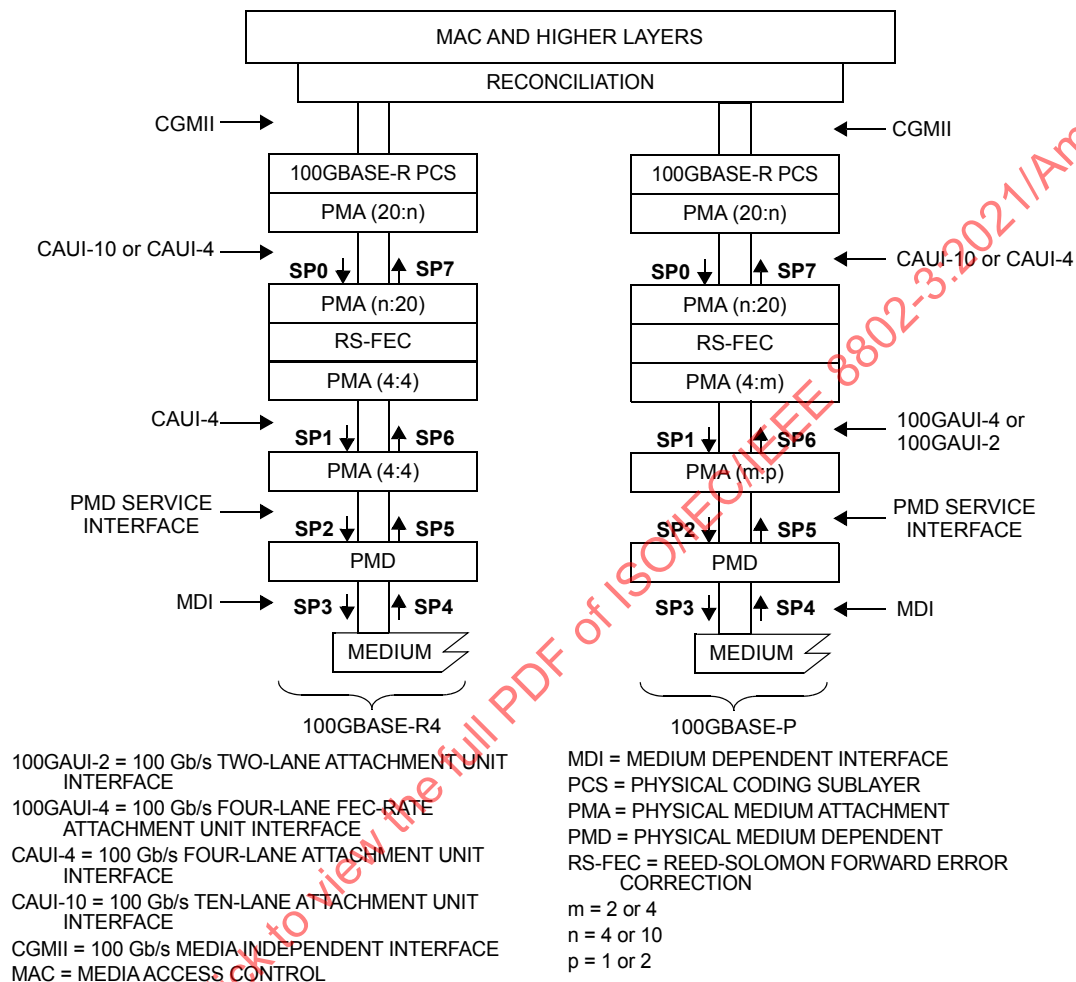 MAC AND HIGHER LAYERS
RECONCILIATION
CGMII
CGMII
100GBASE-R PCS
100GBASE-R PCS
PMA (20:n)
PMA (20:n)
CAUI-10 or CAUI-4
SP0
SP7
SP0
SP7
CAUI-10 or CAUI-4
PMA (n:20)
PMA (n:20)
RS-FEC
RS-FEC
PMA (4:4)
PMA (4:m)
CAUI-4
SP1
SP6
SP1
SP6
100GAUI-4 or
100GAUI-2
PMA (4:4)
PMA (m:p)
PMD SERVICE
INTERFACE
SP2
SP5
SP2
SP5
PMD SERVICE
INTERFACE
PMD
PMD
MDI
SP3
SP4
SP3
SP4
MDI
MEDIUM
MEDIUM
100GBASE-R4
100GBASE-P
100GAUI-2 = 100 Gb/s TWO-LANE ATTACHMENT UNIT
INTERFACE
100GAUI-4 = 100 Gb/s FOUR-LANE FEC-RATE
ATTACHMENT UNIT INTERFACE
CAUI-4 = 100 Gb/s FOUR-LANE ATTACHMENT UNIT
INTERFACE
CAUI-10 = 100 Gb/s TEN-LANE ATTACHMENT UNIT
INTERFACE
CGMII = 100 Gb/s MEDIA INDEPENDENT INTERFACE
MAC = MEDIA ACCESS CONTROL
MDI = MEDIUM DEPENDENT INTERFACE
PCS = PHYSICAL CODING SUBLAYER
PMA = PHYSICAL MEDIUM ATTACHMENT
PMD = PHYSICAL MEDIUM DEPENDENT
RS-FEC = REED-SOLOMON FORWARD ERROR
CORRECTION
m = 2 or 4
n = 4 or 10
p = 1 or 2
ck to view the full PDF of ISO/IEC/IEEE 8802-3:2021/Am